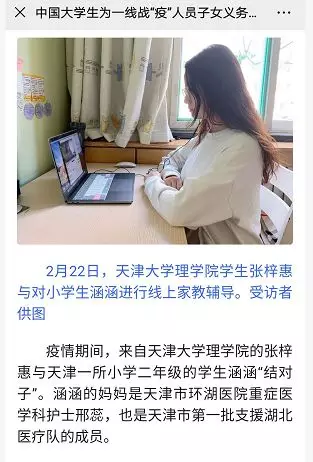 中国大学生为一线战“疫”人员子女义务...
2月22日，天津大学理学院学生张梓惠
与对小学生涵涵进行线上家教辅导。受访者
供图
疫情期间，来自天津大学理学院的张梓
惠与天津一所小学二年级的学生涵涵“结对
子”。涵涵的妈妈是天津市环湖医院重症医
学科护士邢蕊，也是天津市第一批支援湖北
医疗队的成员。